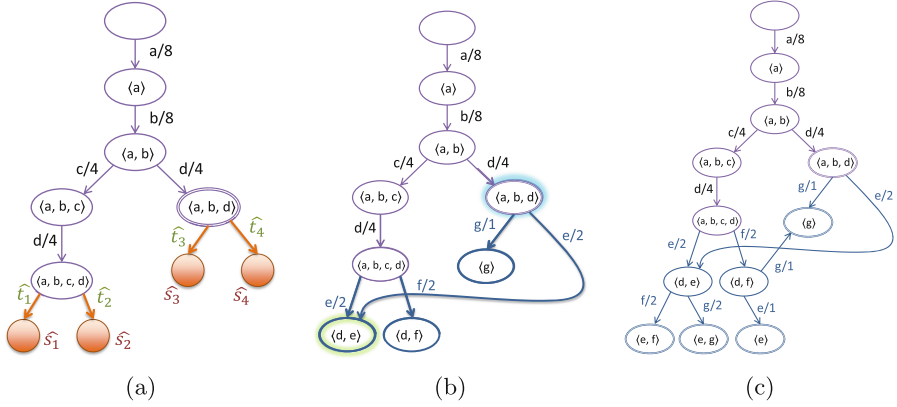 a/8
⟨a⟩
b/8
⟨a, b⟩
c/4
d/4
⟨a, b, c⟩
⟨a, b, d⟩
d/4
t̂₃
t̂₄
⟨a, b, c, d⟩
ŝ₃
ŝ₄
t̂₁
t̂₂
ŝ₁
ŝ₂
(a)
a/8
⟨a⟩
b/8
⟨a, b⟩
c/4
d/4
⟨a, b, c⟩
⟨a, b, d⟩
d/4
g/1
e/2
⟨a, b, c, d⟩
⟨g⟩
e/2
f/2
⟨d, e⟩
⟨d, f⟩
(b)
a/8
⟨a⟩
b/8
⟨a, b⟩
c/4
d/4
⟨a, b, c⟩
⟨a, b, d⟩
d/4
g/1
e/2
⟨a, b, c, d⟩
⟨g⟩
e/2
f/2
g/1
⟨d, e⟩
⟨d, f⟩
f/2
g/2
e/1
⟨e, f⟩
⟨e, g⟩
⟨e⟩
(c)